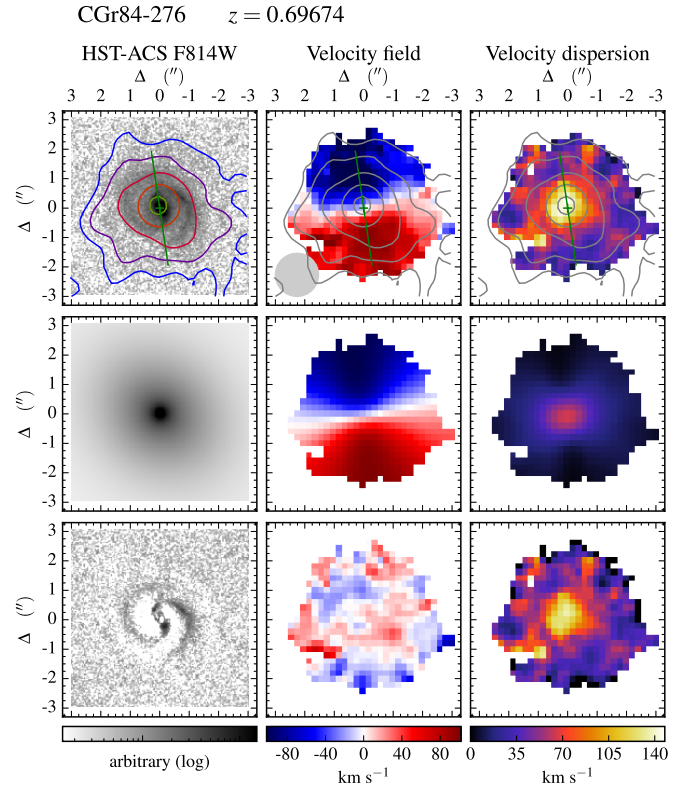 CGr84-276 z = 0.69674
HST-ACS F814W Velocity field Velocity dispersion
Δ (″) Δ (″) Δ (″)
3 2 1 0 -1 -2 -3 3 2 1 0 -1 -2 -3 3 2 1 0 -1 -2 -3
Δ (″)
3
2
1
0
-1
-2
-3
Δ (″)
3
2
1
0
-1
-2
-3
Δ (″)
3
2
1
0
-1
-2
-3
arbitrary (log)
-80 -40 0 40 80
km s⁻¹
0 35 70 105 140
km s⁻¹